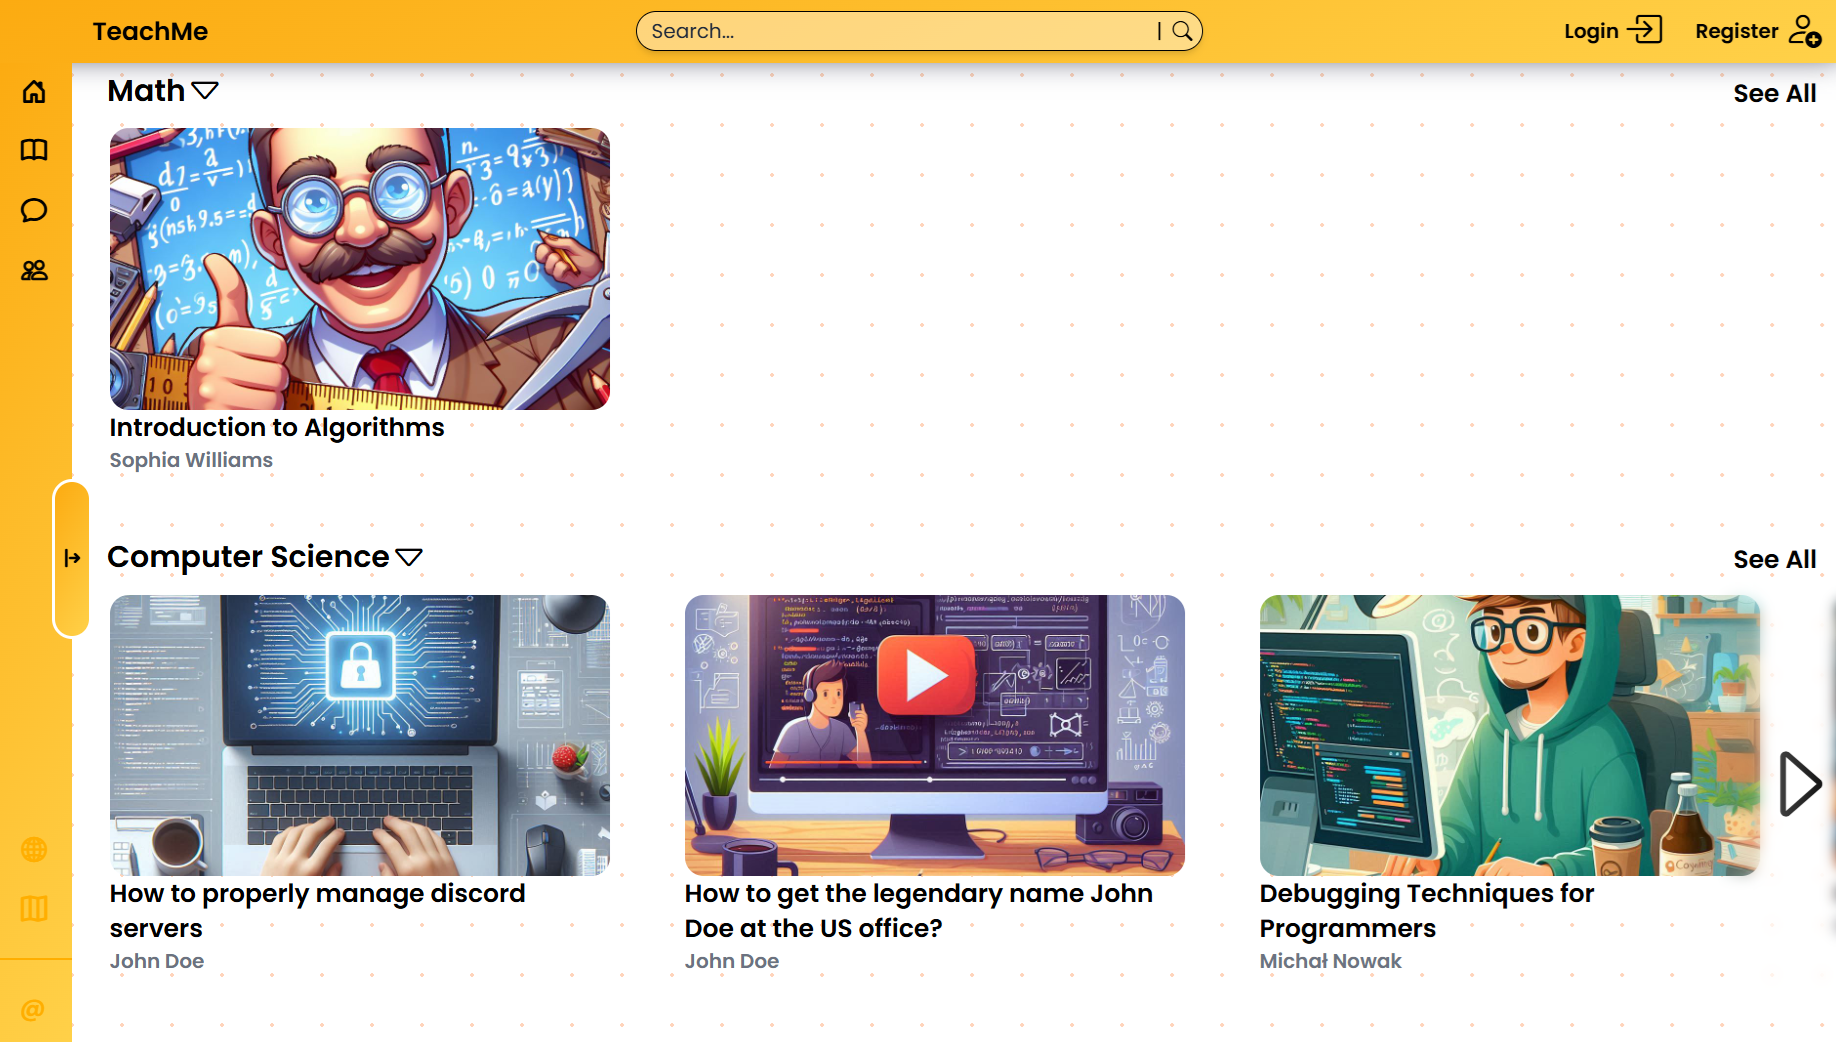 TeachMe
Search...
Login
Register
Math
See All
Introduction to Algorithms
Sophia Williams
Computer Science
See All
How to properly manage discord
servers
John Doe
How to get the legendary name John
Doe at the US office?
John Doe
Debugging Techniques for
Programmers
Michał Nowak
@